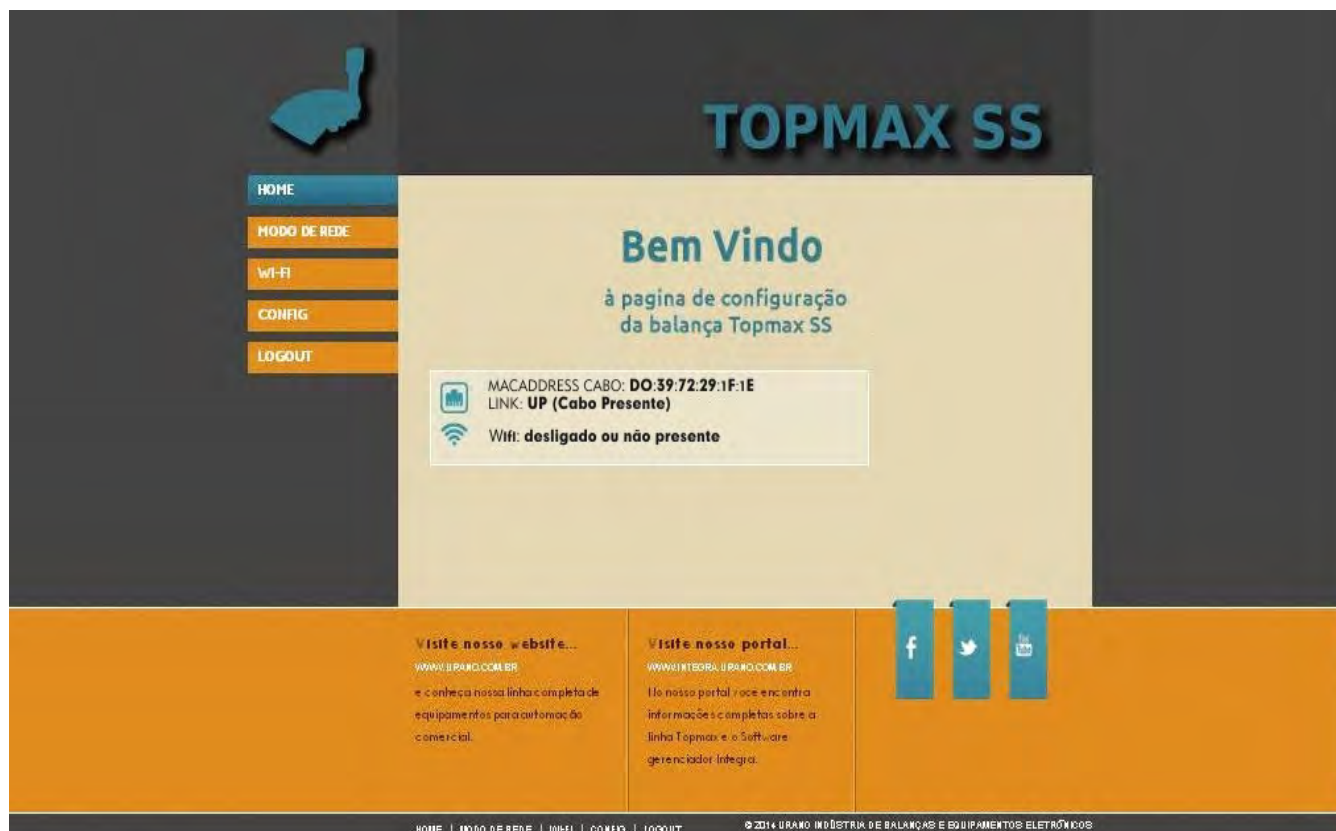 TOPMAX SS
HOME
MODO DE REDE
WI-FI
CONFIG
LOGOUT
Bem Vindo
à pagina de configuração
da balança Topmax SS
MACADDRESS CABO: DO:39:72:29:1F:1E
LINK: UP (Cabo Presente)
Wifi: desligado ou não presente
Visite nosso website...
WWW.URANO.COM.BR
e conheça nossa linha completa de
equipamentos para automação
comercial.
Visite nosso portal...
WWW.INTEGRA.URANO.COM.BR
No nosso portal voce encontra
informações completas sobre a
linha Topmax e o Software
gerenciador Integra.
f
You Tube
HOME | MODO DE REDE | WI-FI | CONFIG | LOGOUT
© 2014 URANO INDÚSTRIA DE BALANÇAS E EQUIPAMENTOS ELETRÔNICOS